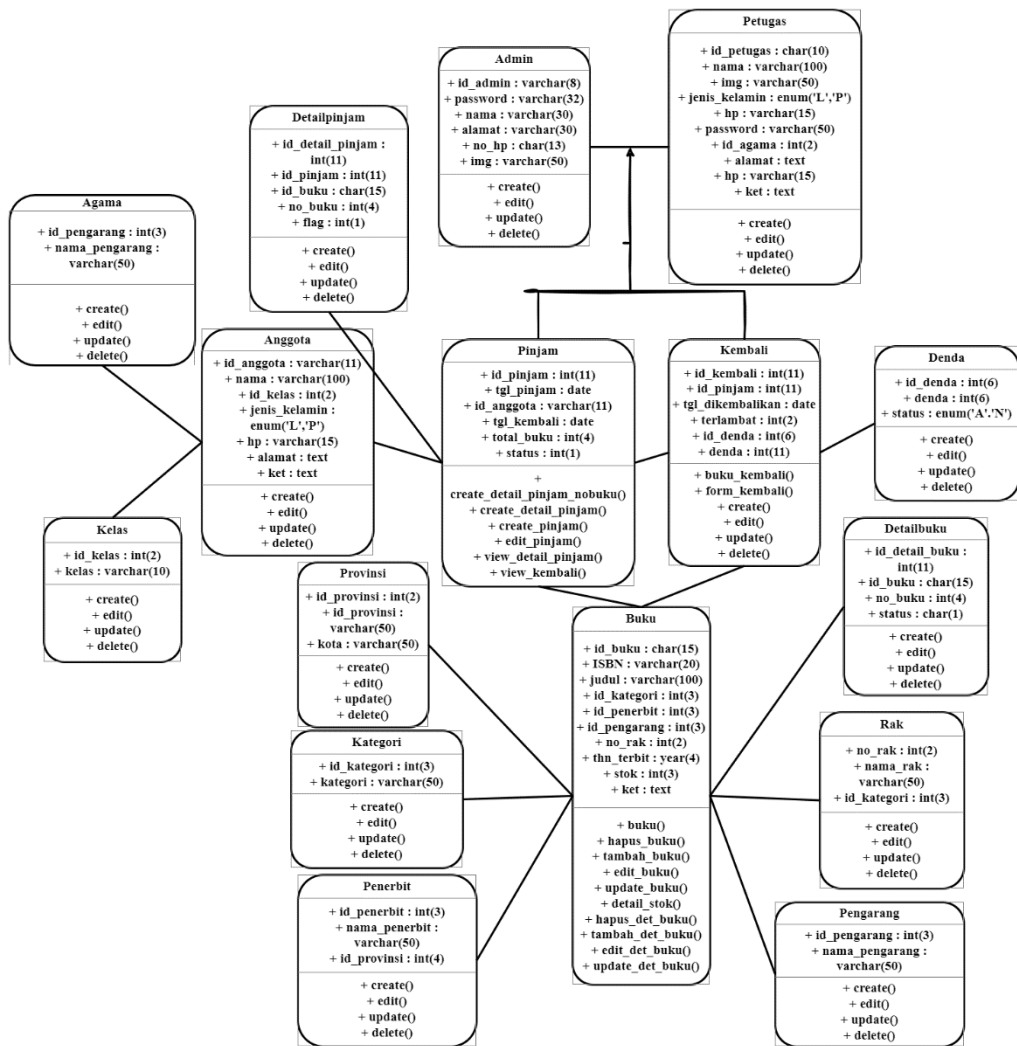 Petugas
+ id_petugas : char(10)
+ nama : varchar(100)
+ img : varchar(50)
+ jenis_kelamin : enum('L','P')
+ hp : varchar(15)
+ password : varchar(50)
+ id_agama : int(2)
+ alamat : text
+ hp : varchar(15)
+ ket : text
+ create()
+ edit()
+ update()
+ delete()
Admin
+ id_admin : varchar(8)
+ password : varchar(32)
+ nama : varchar(30)
+ alamat : varchar(30)
+ no_hp : char(13)
+ img : varchar(50)
+ create()
+ edit()
+ update()
+ delete()
Detailpinjam
+ id_detail_pinjam :
int(11)
+ id_pinjam : int(11)
+ id_buku : char(15)
+ no_buku : int(4)
+ flag : int(1)
+ create()
+ edit()
+ update()
+ delete()
Agama
+ id_pengarang : int(3)
+ nama_pengarang :
varchar(50)
+ create()
+ edit()
+ update()
+ delete()
Anggota
+ id_anggota : varchar(11)
+ nama : varchar(100)
+ id_kelas : int(2)
+ jenis_kelamin :
enum('L','P')
+ hp : varchar(15)
+ alamat : text
+ ket : text
+ create()
+ edit()
+ update()
+ delete()
Pinjam
+ id_pinjam : int(11)
+ tgl_pinjam : date
+ id_anggota : varchar(11)
+ tgl_kembali : date
+ total_buku : int(4)
+ status : int(1)
+
create_detail_pinjam_nobuku()
+ create_detail_pinjam()
+ create_pinjam()
+ edit_pinjam()
+ view_detail_pinjam()
+ view_kembali()
Kembali
+ id_kembali : int(11)
+ id_pinjam : int(11)
+ tgl_dikembalikan : date
+ terlambat : int(2)
+ id_denda : int(6)
+ denda : int(11)
+ buku_kembali()
+ form_kembali()
+ create()
+ edit()
+ update()
+ delete()
Denda
+ id_denda : int(6)
+ denda : int(6)
+ status : enum('A'.'N')
+ create()
+ edit()
+ update()
+ delete()
Kelas
+ id_kelas : int(2)
+ kelas : varchar(10)
+ create()
+ edit()
+ update()
+ delete()
Provinsi
+ id_provinsi : int(2)
+ id_provinsi :
varchar(50)
+ kota : varchar(50)
+ create()
+ edit()
+ update()
+ delete()
Detailbuku
+ id_detail_buku :
int(11)
+ id_buku : char(15)
+ no_buku : int(4)
+ status : char(1)
+ create()
+ edit()
+ update()
+ delete()
Buku
+ id_buku : char(15)
+ ISBN : varchar(20)
+ judul : varchar(100)
+ id_kategori : int(3)
+ id_penerbit : int(3)
+ id_pengarang : int(3)
+ no_rak : int(2)
+ thn_terbit : year(4)
+ stok : int(3)
+ ket : text
+ buku()
+ hapus_buku()
+ tambah_buku()
+ edit_buku()
+ update_buku()
+ detail_stok()
+ hapus_det_buku()
+ tambah_det_buku()
+ edit_det_buku()
+ update_det_buku()
Kategori
+ id_kategori : int(3)
+ kategori : varchar(50)
+ create()
+ edit()
+ update()
+ delete()
Rak
+ no_rak : int(2)
+ nama_rak :
varchar(50)
+ id_kategori : int(3)
+ create()
+ edit()
+ update()
+ delete()
Penerbit
+ id_penerbit : int(3)
+ nama_penerbit :
varchar(50)
+ id_provinsi : int(4)
+ create()
+ edit()
+ update()
+ delete()
Pengarang
+ id_pengarang : int(3)
+ nama_pengarang :
varchar(50)
+ create()
+ edit()
+ update()
+ delete()